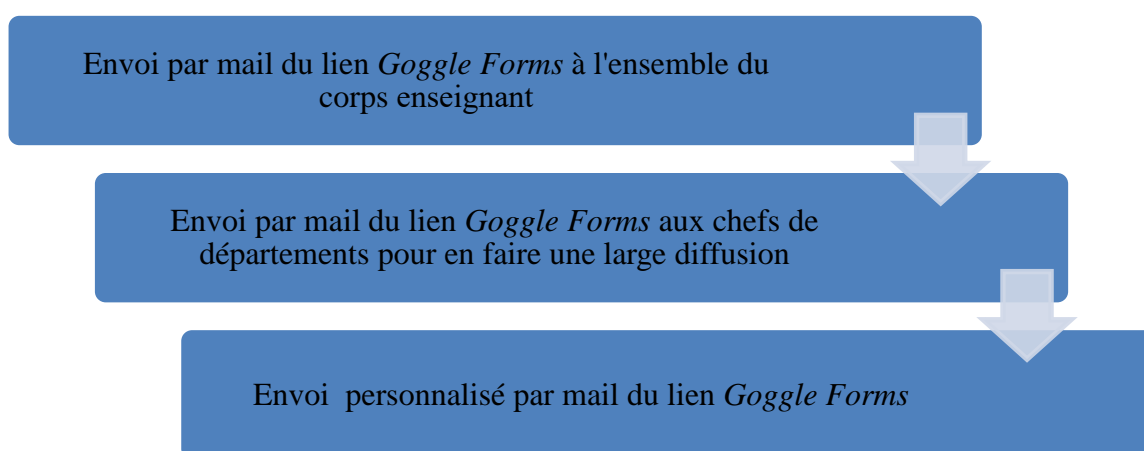 Envoi par mail du lien Goggle Forms à l'ensemble du
corps enseignant
Envoi par mail du lien Goggle Forms aux chefs de
départements pour en faire une large diffusion
Envoi  personnalisé par mail du lien Goggle Forms